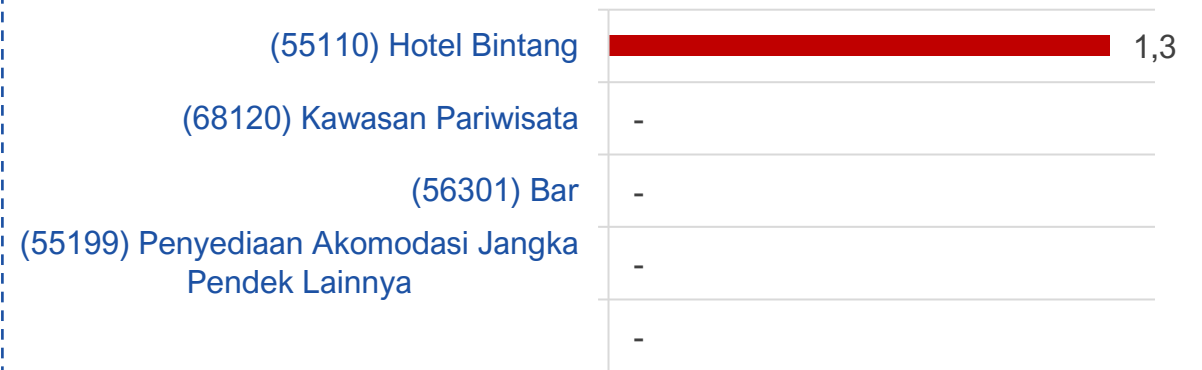 (55110) Hotel Bintang 1,3
(68120) Kawasan Pariwisata -
(56301) Bar -
(55199) Penyediaan Akomodasi Jangka
Pendek Lainnya -
-